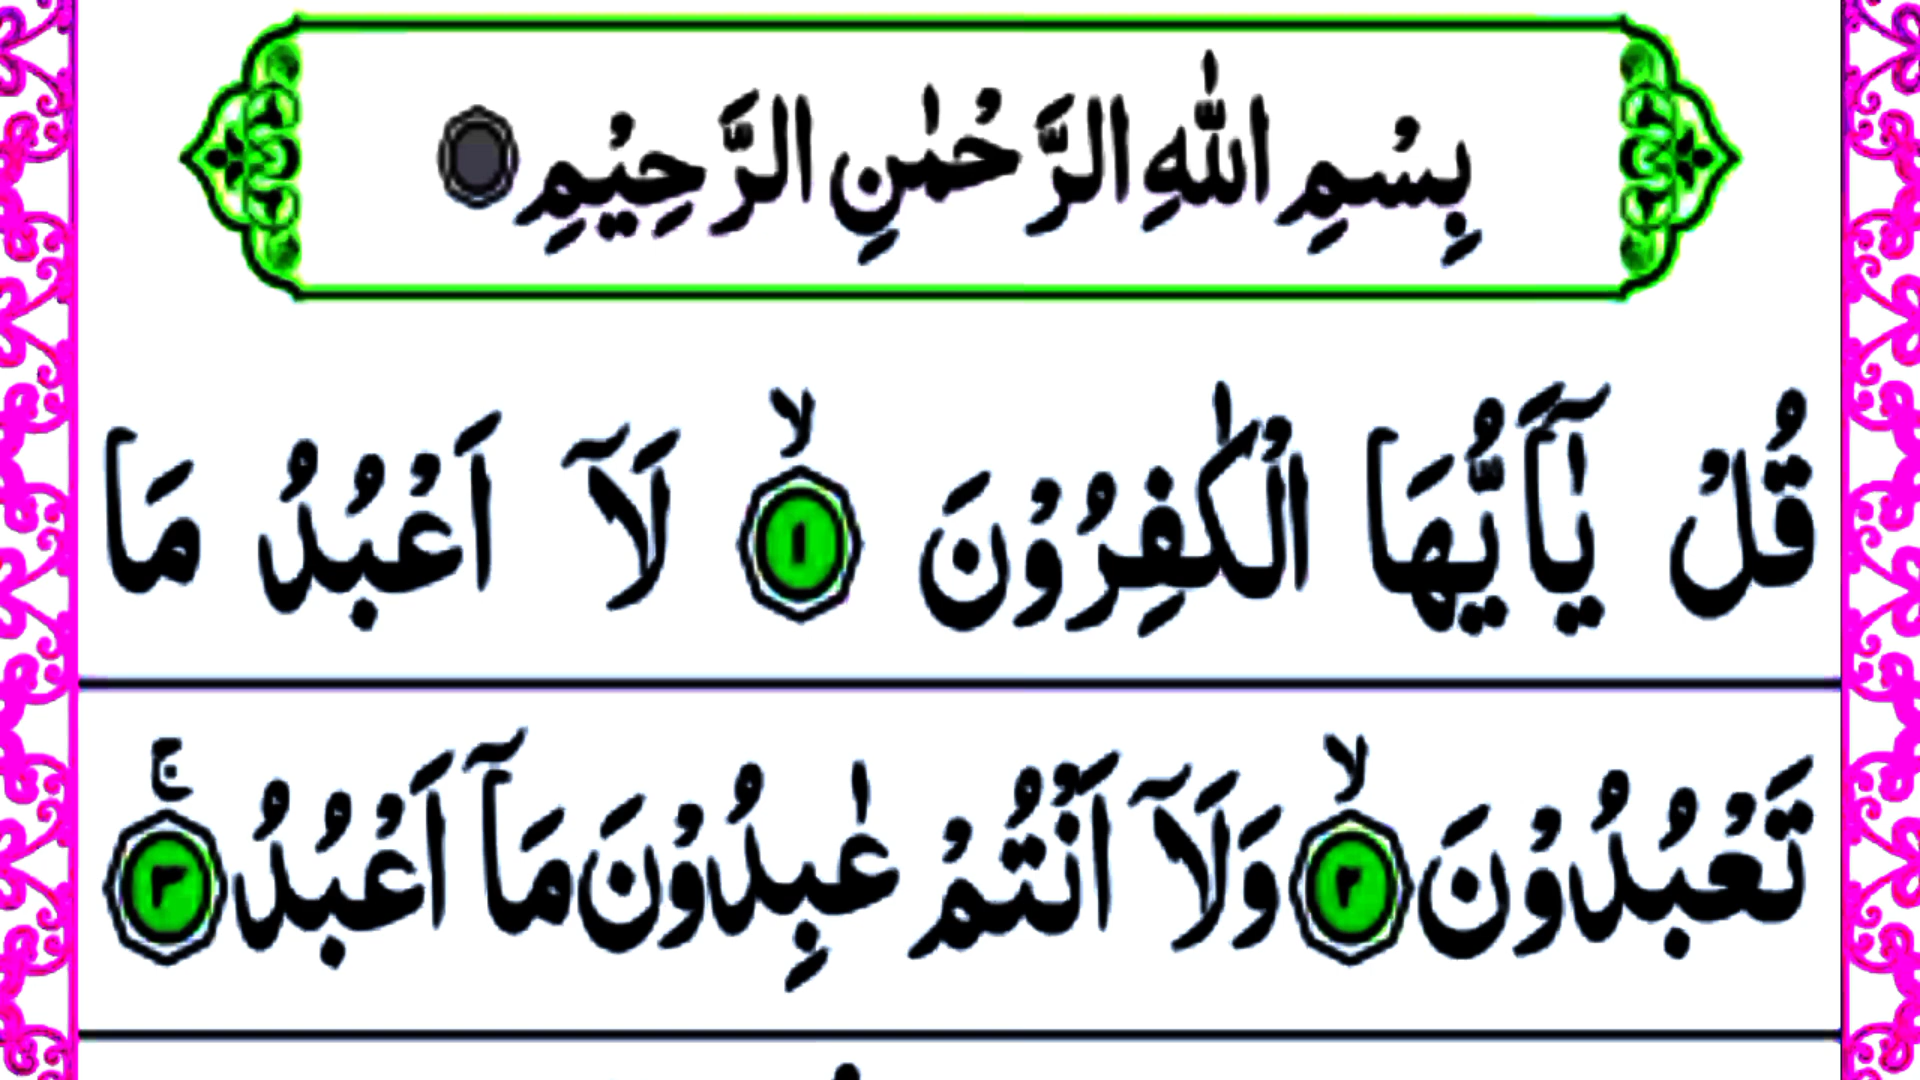 بِسْمِ اللّٰهِ الرَّحْمٰنِ الرَّحِيْمِ
قُلْ يٰٓاَيُّهَا الْكٰفِرُوْنَ ۙ﴿۱﴾ لَاۤ اَعْبُدُ مَا
تَعْبُدُوْنَ ۙ﴿۲﴾ وَلَاۤ اَنْتُمْ عٰبِدُوْنَ مَاۤ اَعْبُدُ ۚ﴿۳﴾